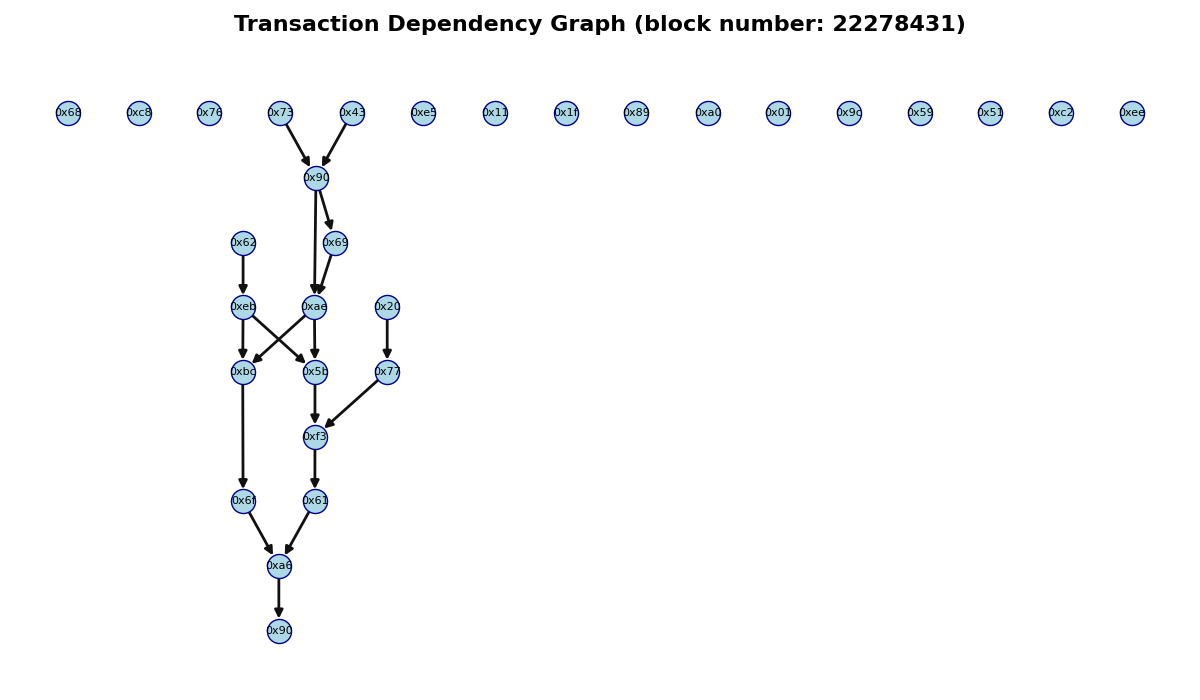 Transaction Dependency Graph (block number: 22278431)
0x68 0xc8 0x76 0x73 0x43 0xe5 0x11 0x1f 0x89 0xa0 0x01 0x9c 0x59 0x51 0xc2 0xee
0x90
0x62 0x69
0xeb 0xae 0x20
0xbc 0x5b 0x77
0xf3
0x6f 0x61
0xa6
0x90